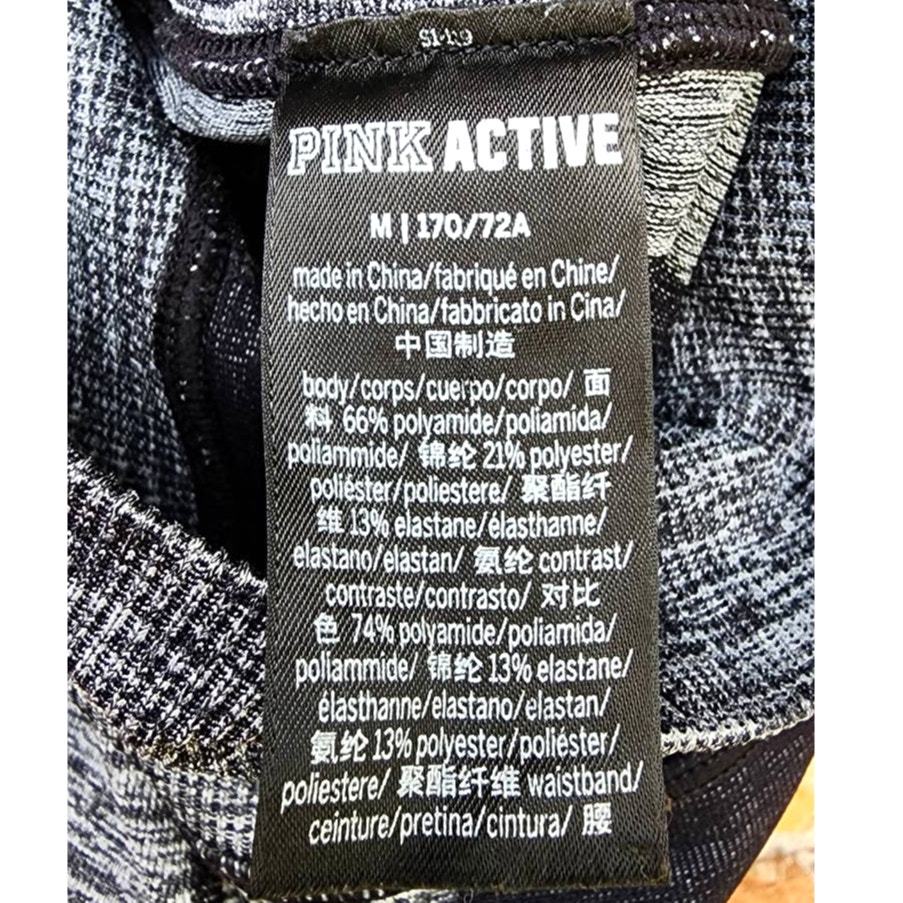 PINK ACTIVE
M | 170/72A
made in China/fabriqué en Chine/
hecho en China/fabbricato in Cina/
中国制造
body/corps/cuerpo/corpo/ 面
料 66% polyamide/poliamida/
poliammide/ 锦纶 21% polyester/
poliéster/poliestere/ 聚酯纤
维 13% elastane/élasthanne/
elastano/elastan/ 氨纶 contrast/
contraste/contrasto/ 对比
色 74% polyamide/poliamida/
poliammide/ 锦纶 13% elastane/
élasthanne/elastano/elastan/
氨纶 13% polyester/poliéster/
poliestere/ 聚酯纤维 waistband/
ceinture/pretina/cintura/ 腰